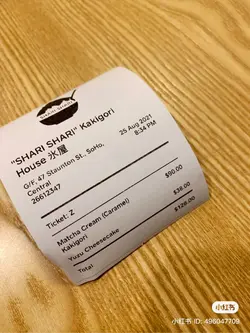 "SHARI SHARI" Kakigori
House 氷屋
G/F, 47 Staunton St., SoHo,
Central
26612347
25 Aug 2021
8:34 PM
Ticket: 2
Matcha Cream (Caramel)
Kakigori
$90.00
Yuzu Cheesecake
$38.00
Total
$128.00
小红书
小红书 ID: 496047709